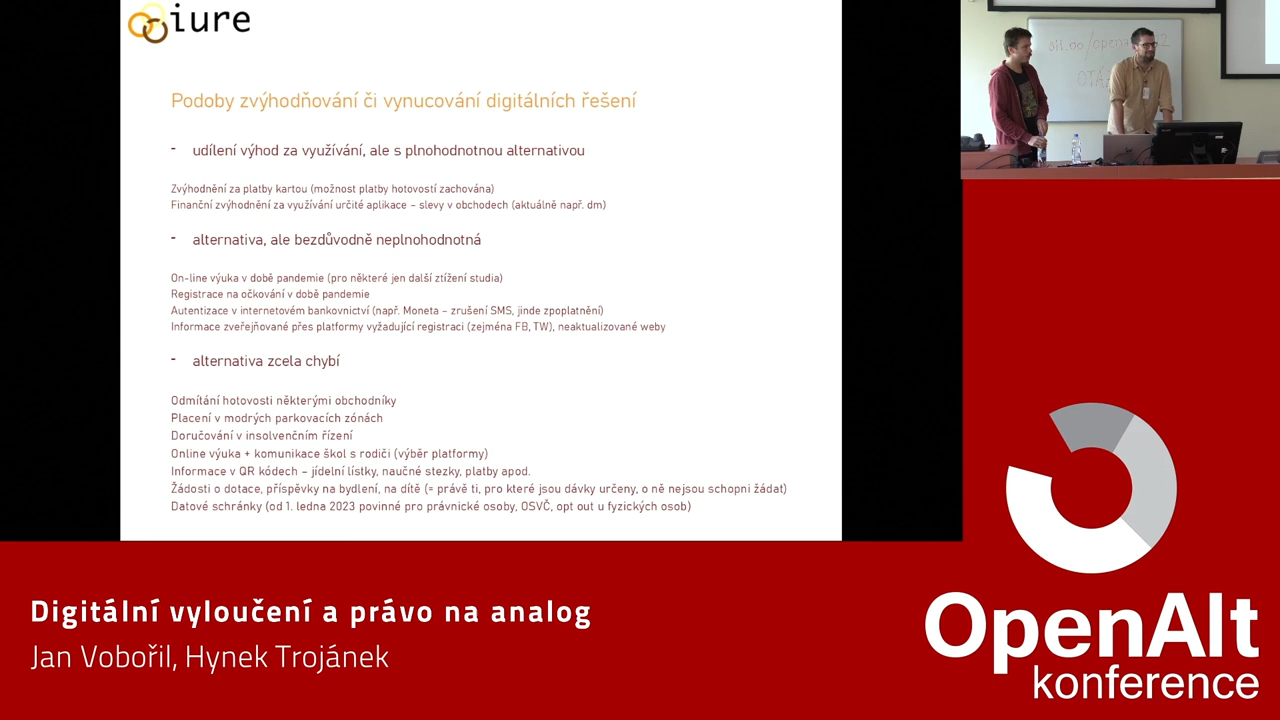 iure
Podoby zvýhodňování či vynucování digitálních řešení
- udílení výhod za využívání, ale s plnohodnotnou alternativou
Zvýhodnění za platby kartou (možnost platby hotovostí zachována)
Finanční zvýhodnění za využívání určité aplikace – slevy v obchodech (aktuálně např. dm)
- alternativa, ale bezdůvodně neplnohodnotná
On-line výuka v době pandemie (pro některé jen další ztížení studia)
Registrace na očkování v době pandemie
Autentizace v internetovém bankovnictví (např. Moneta – zrušení SMS, jinde zpoplatnění)
Informace zveřejňované přes platformy vyžadující registraci (zejména FB, TW), neaktualizované weby
- alternativa zcela chybí
Odmítání hotovosti některými obchodníky
Placení v modrých parkovacích zónách
Doručování v insolvenčním řízení
Online výuka + komunikace škol s rodiči (výběr platformy)
Informace v QR kódech – jídelní lístky, naučné stezky, platby apod.
Žádosti o dotace, příspěvky na bydlení, na dítě (= právě ti, pro které jsou dávky určeny, o ně nejsou schopni žádat)
Datové schránky (od 1. ledna 2023 povinné pro právnické osoby, OSVČ, opt out u fyzických osob)
Digitální vyloučení a právo na analog
Jan Vobořil, Hynek Trojánek
OpenAlt
konference